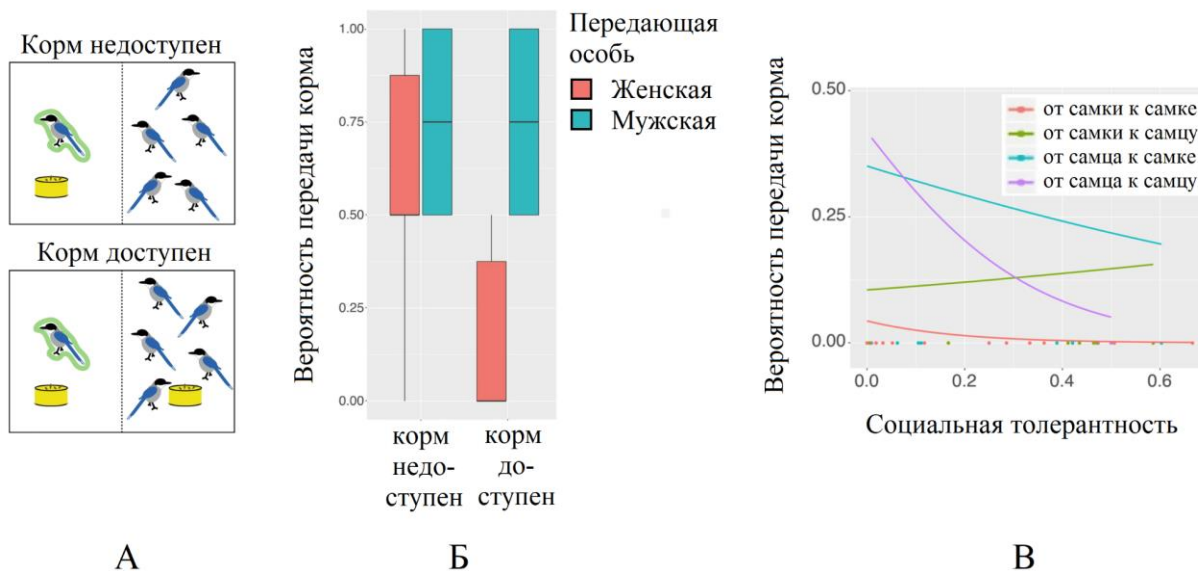 Корм недоступен
Корм доступен
А
Вероятность передачи корма
1.00
0.75
0.50
0.25
0.00
корм
недо-
ступен
корм
до-
ступен
Передающая
особь
Женская
Мужская
Б
Вероятность передачи корма
0.50
0.25
0.00
от самки к самке
от самки к самцу
от самца к самке
от самца к самцу
0.0 0.2 0.4 0.6
Социальная толерантность
В